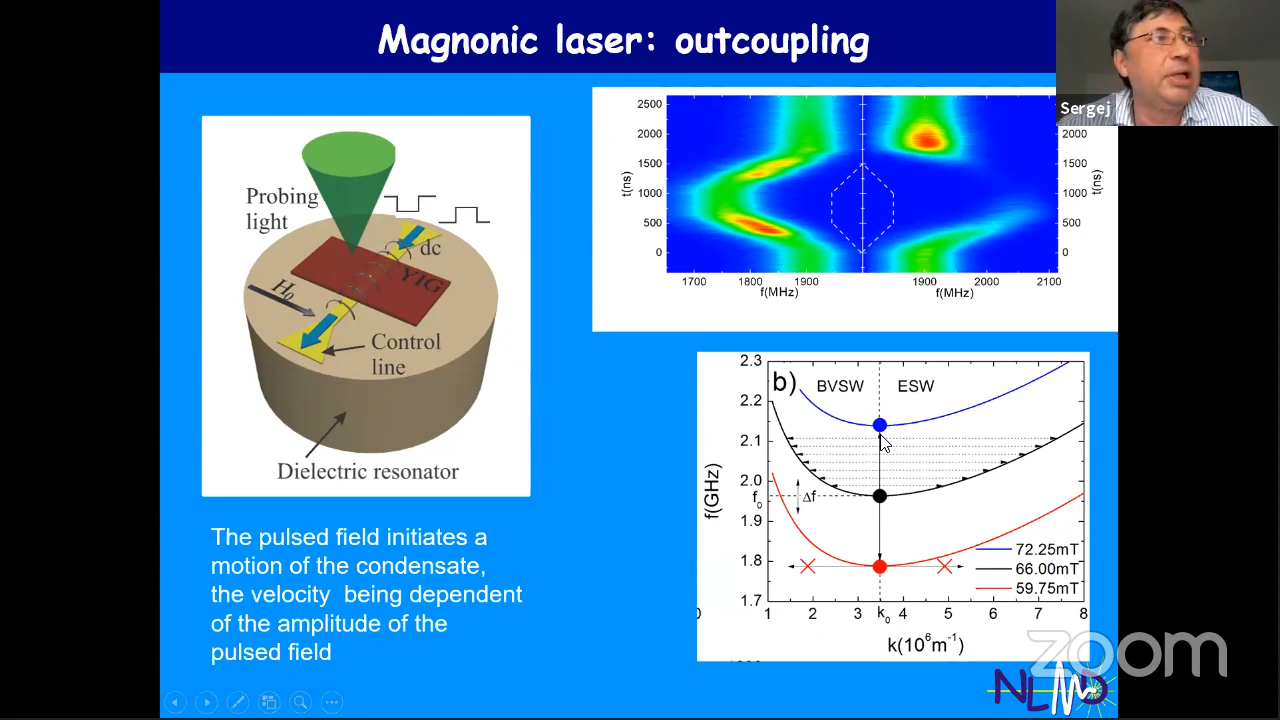 Magnonic laser: outcoupling
Sergej
Probing
light
dc
YIG
H₀
Control
line
Dielectric resonator
2500
2000
1500
1000
500
0
t(ns)
2000
1500
1000
500
0
t(ns)
1700
1800
1900
f(MHz)
1900
2000
2100
f(MHz)
b)
BVSW
ESW
2.3
2.2
2.1
2.0
f₀
1.9
1.8
1.7
f(GHz)
Δf
72.25mT
66.00mT
59.75mT
0
1
2
3
k₀
4
5
6
7
8
k(10⁶m⁻¹)
The pulsed field initiates a
motion of the condensate,
the velocity being dependent
of the amplitude of the
pulsed field
zoom